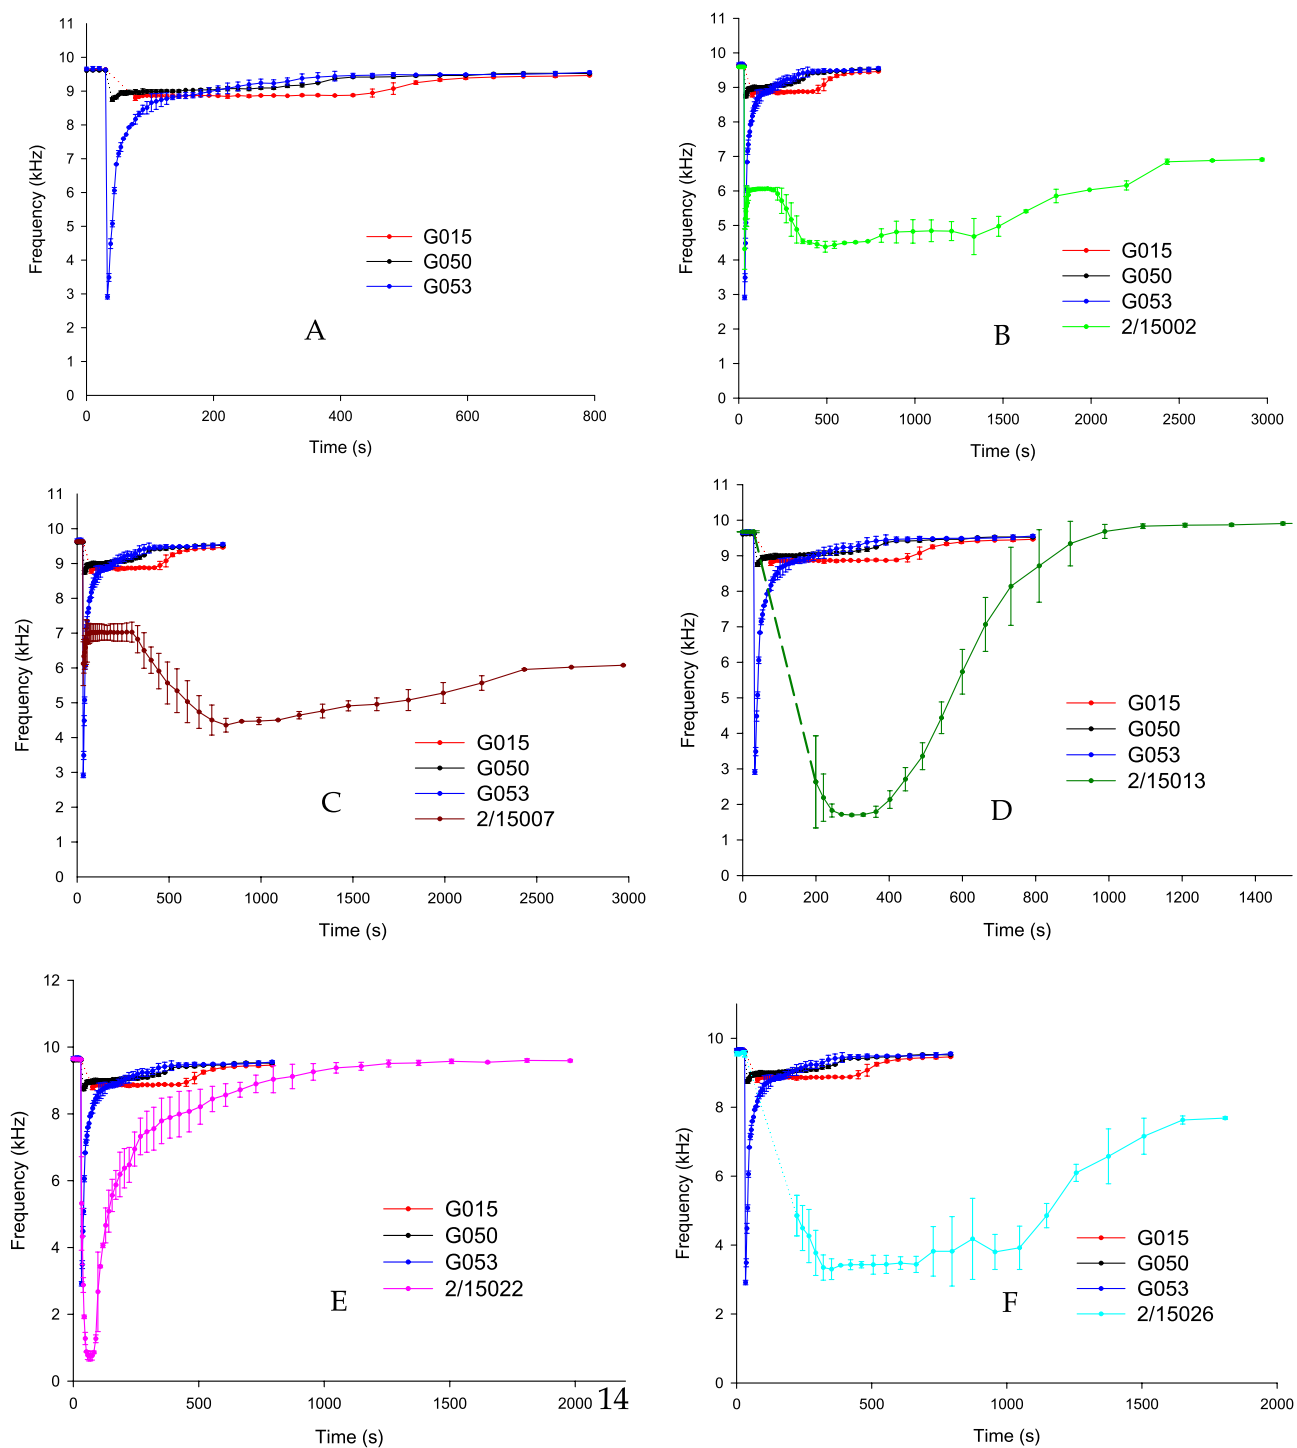 11
10
9
8
7
6
5
4
3
2
1
0
Frequency (kHz)
0 200 400 600 800
Time (s)
G015
G050
G053
A
11
10
9
8
7
6
5
4
3
2
1
0
Frequency (kHz)
0 500 1000 1500 2000 2500 3000
Time (s)
G015
G050
G053
2/15002
B
11
10
9
8
7
6
5
4
3
2
1
0
Frequency (kHz)
0 500 1000 1500 2000 2500 3000
Time (s)
G015
G050
G053
2/15007
C
11
10
9
8
7
6
5
4
3
2
1
0
Frequency (kHz)
0 200 400 600 800 1000 1200 1400
Time (s)
G015
G050
G053
2/15013
D
12
10
8
6
4
2
0
Frequency (kHz)
0 500 1000 1500 2000
Time (s)
G015
G050
G053
2/15022
E
14
10
8
6
4
2
0
Frequency (kHz)
0 500 1000 1500 2000
Time (s)
G015
G050
G053
2/15026
F